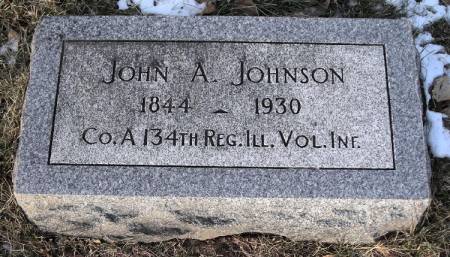 JOHN A. JOHNSON
1844 - 1930
CO. A 134TH REG. ILL. VOL. INF.